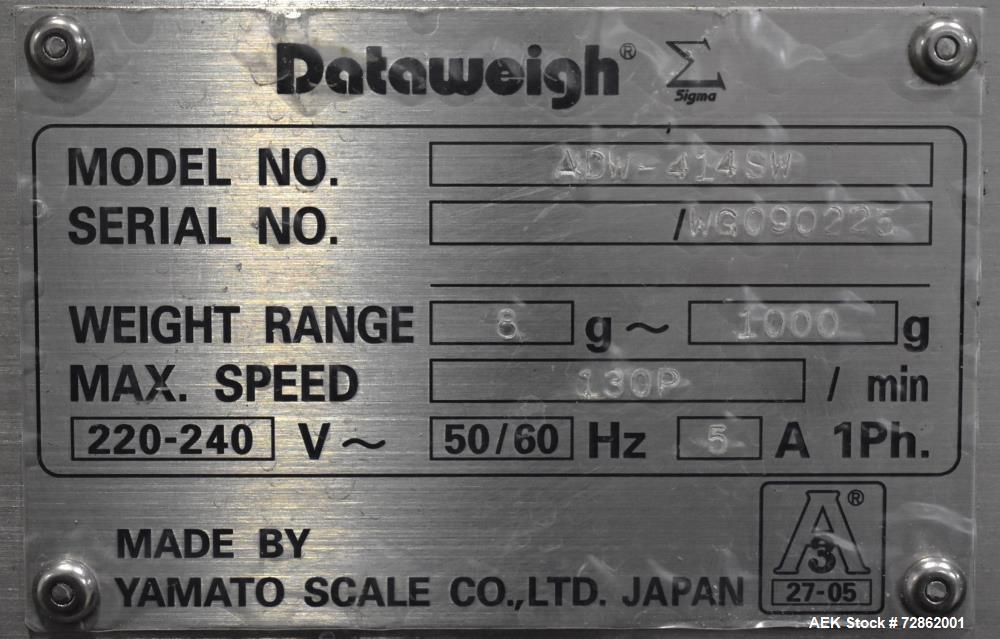 Dataweigh® Σ
Sigma
MODEL NO. ADW-414SW
SERIAL NO. /WG090225
WEIGHT RANGE 8 g ~ 1000 g
MAX. SPEED 130P / min
220-240 V ~ 50/60 Hz 5 A 1Ph.
MADE BY
YAMATO SCALE CO.,LTD. JAPAN
A ®
3
27-05
AEK Stock # 72862001